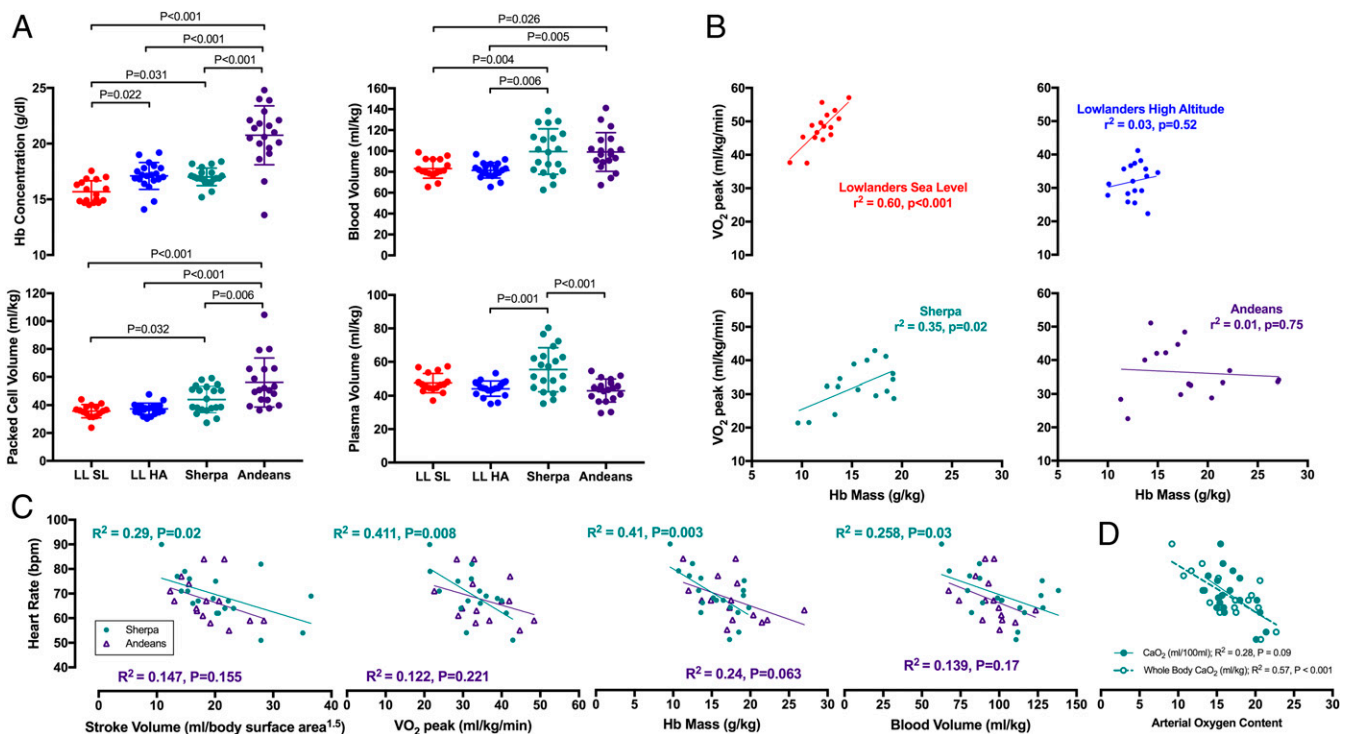 A
P<0.001
P<0.001
P<0.001
P=0.031
P=0.022
Hb Concentration (g/dl)
25
20
15
10
P=0.026
P=0.005
P=0.004
P=0.006
Blood Volume (ml/kg)
160
140
120
100
80
60
40
20
0
P<0.001
P<0.001
P=0.006
P=0.032
Packed Cell Volume (ml/kg)
120
100
80
60
40
20
0
LL SL LL HA Sherpa Andeans
P<0.001
P=0.001
Plasma Volume (ml/kg)
100
80
60
40
20
0
LL SL LL HA Sherpa Andeans
B
VO2 peak (ml/kg/min)
60
50
40
30
20
10
Lowlanders Sea Level
r² = 0.60, p<0.001
60
50
40
30
20
10
Lowlanders High Altitude
r² = 0.03, p=0.52
VO2 peak (ml/kg/min)
60
50
40
30
20
10
Sherpa
r² = 0.35, p=0.02
5 10 15 20 25 30
Hb Mass (g/kg)
60
50
40
30
20
10
Andeans
r² = 0.01, p=0.75
5 10 15 20 25 30
Hb Mass (g/kg)
C
Heart Rate (bpm)
100
90
80
70
60
50
40
R² = 0.29, P=0.02
Sherpa
Andeans
R² = 0.147, P=0.155
0 10 20 30 40
Stroke Volume (ml/body surface area¹·⁵)
R² = 0.411, P=0.008
R² = 0.122, P=0.221
0 10 20 30 40 50 60
VO2 peak (ml/kg/min)
R² = 0.41, P=0.003
R² = 0.24, P=0.063
0 10 20 30
Hb Mass (g/kg)
R² = 0.258, P=0.03
R² = 0.139, P=0.17
0 25 50 75 100 125 150
Blood Volume (ml/kg)
D
CaO2 (ml/100ml); R² = 0.28, P = 0.09
Whole Body CaO2 (ml/kg); R² = 0.57, P < 0.001
0 5 10 15 20 25 30
Arterial Oxygen Content